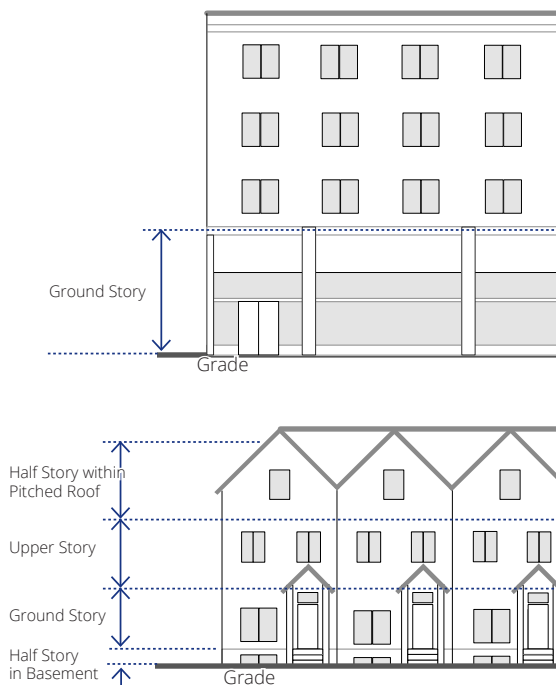 Ground Story
Grade
Half Story within
Pitched Roof
Upper Story
Ground Story
Half Story
in Basement
Grade